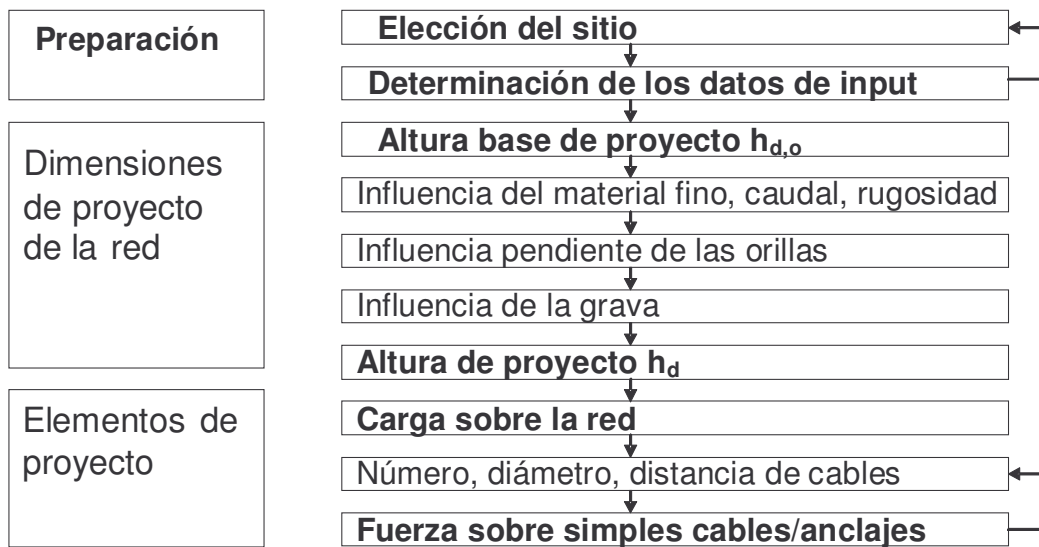 Preparación
Elección del sitio
Determinación de los datos de input
Dimensiones
de proyecto
de la red
Altura base de proyecto hd,o
Influencia del material fino, caudal, rugosidad
Influencia pendiente de las orillas
Influencia de la grava
Altura de proyecto hd
Elementos de
proyecto
Carga sobre la red
Número, diámetro, distancia de cables
Fuerza sobre simples cables/anclajes